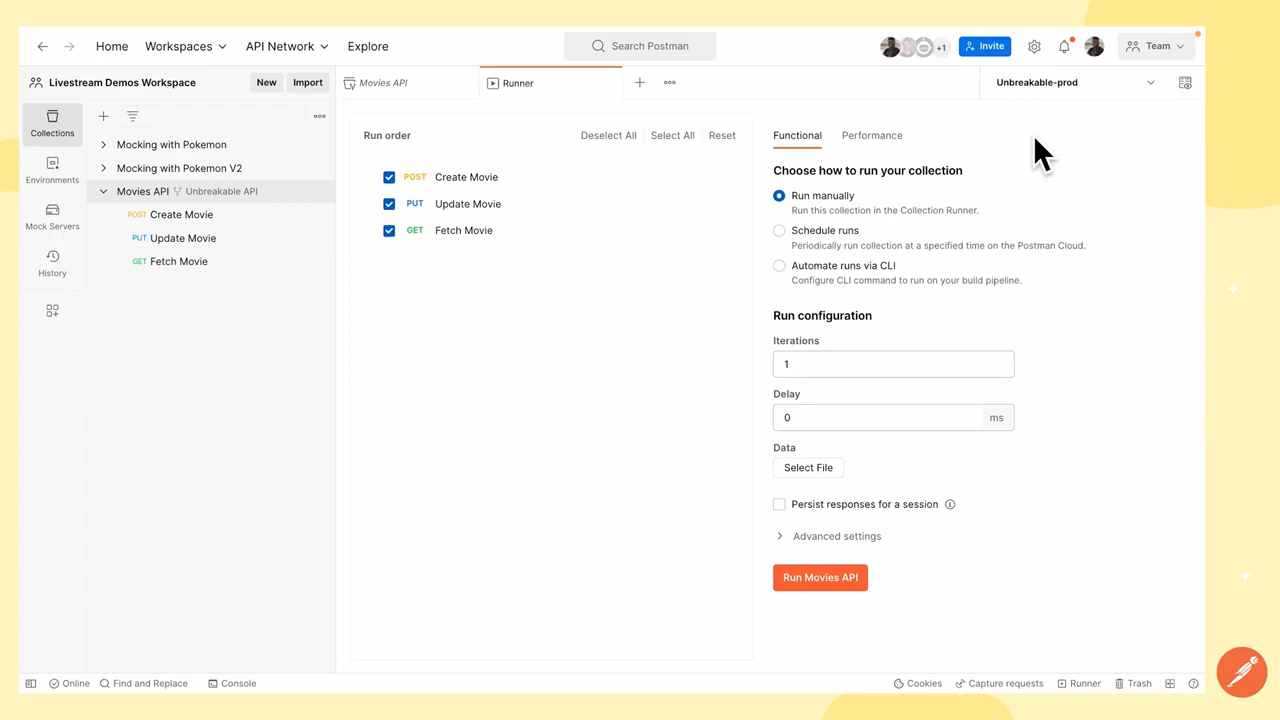 Home Workspaces API Network Explore Search Postman +1 Invite Team
Livestream Demos Workspace New Import Movies API Runner Unbreakable-prod
Collections
Environments
Mock Servers
History
Mocking with Pokemon
Mocking with Pokemon V2
Movies API Unbreakable API
POST Create Movie
PUT Update Movie
GET Fetch Movie
Run order Deselect All Select All Reset
POST Create Movie
PUT Update Movie
GET Fetch Movie
Functional Performance
Choose how to run your collection
Run manually
Run this collection in the Collection Runner.
Schedule runs
Periodically run collection at a specified time on the Postman Cloud.
Automate runs via CLI
Configure CLI command to run on your build pipeline.
Run configuration
Iterations
1
Delay
0 ms
Data
Select File
Persist responses for a session
Advanced settings
Run Movies API
Online Find and Replace Console Cookies Capture requests Runner Trash